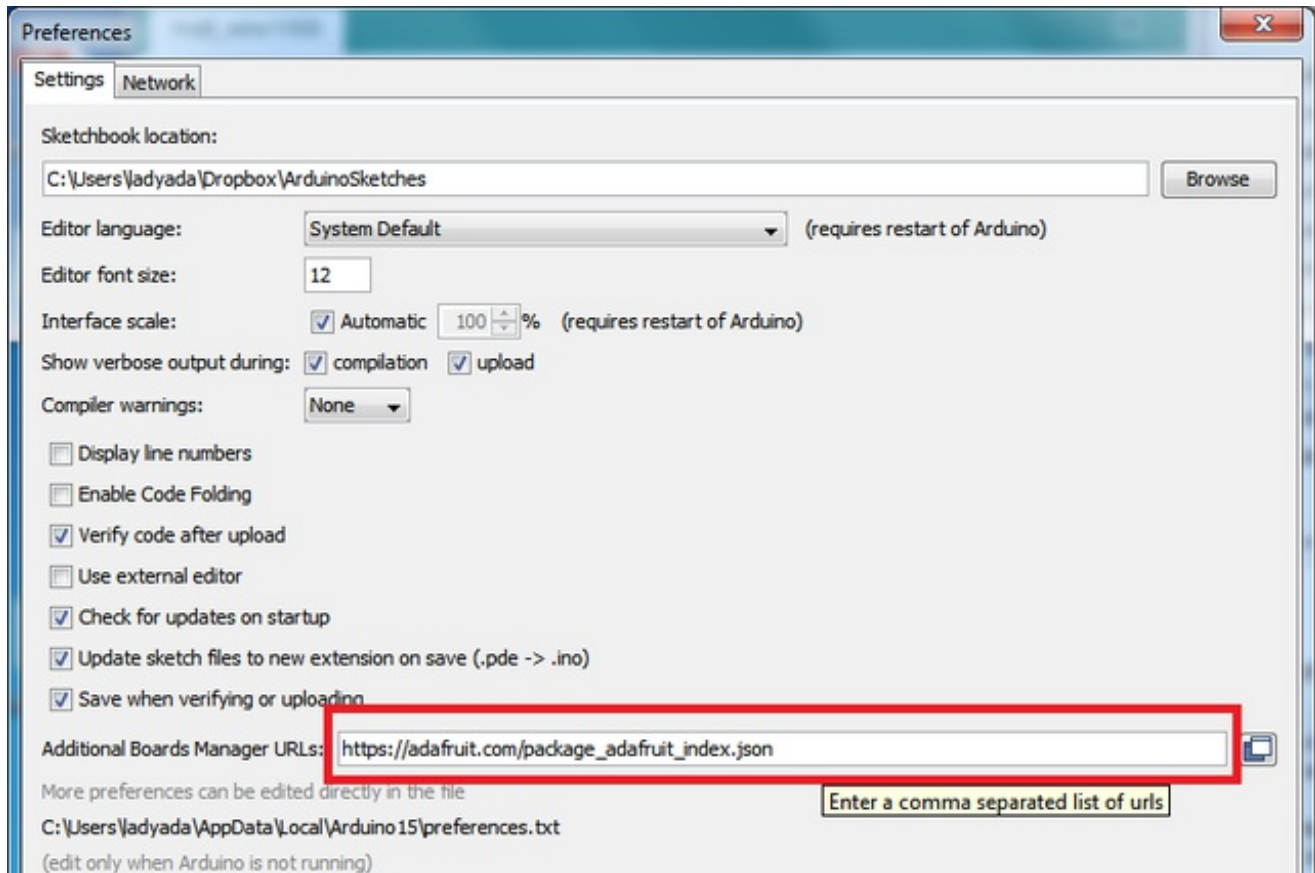 Preferences
Settings Network
Sketchbook location:
C:\Users\ladyada\Dropbox\ArduinoSketches Browse
Editor language: System Default (requires restart of Arduino)
Editor font size: 12
Interface scale: Automatic 100 % (requires restart of Arduino)
Show verbose output during: compilation upload
Compiler warnings: None
Display line numbers
Enable Code Folding
Verify code after upload
Use external editor
Check for updates on startup
Update sketch files to new extension on save (.pde -> .ino)
Save when verifying or uploading
Additional Boards Manager URLs: https://adafruit.com/package_adafruit_index.json
More preferences can be edited directly in the file
Enter a comma separated list of urls
C:\Users\ladyada\AppData\Local\Arduino15\preferences.txt
(edit only when Arduino is not running)